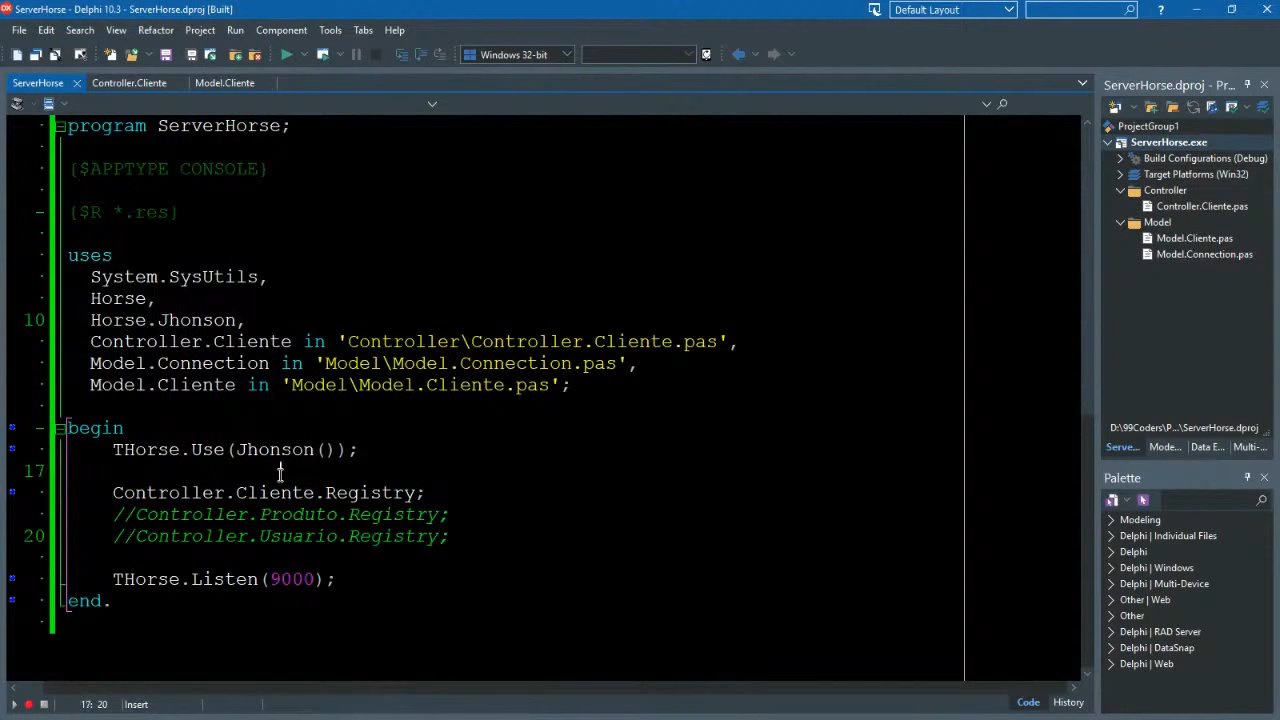 ServerHorse - Delphi 10.3 - ServerHorse.dproj [Built]
Default Layout
File Edit Search View Refactor Project Run Component Tools Tabs Help
Windows 32-bit
ServerHorse Controller.Cliente Model.Cliente
program ServerHorse;
{$APPTYPE CONSOLE}
{$R *.res}
uses
System.SysUtils,
Horse,
10 Horse.Jhonson,
Controller.Cliente in 'Controller\Controller.Cliente.pas',
Model.Connection in 'Model\Model.Connection.pas',
Model.Cliente in 'Model\Model.Cliente.pas';
begin
THorse.Use(Jhonson());
17
Controller.Cliente.Registry;
//Controller.Produto.Registry;
20 //Controller.Usuario.Registry;
THorse.Listen(9000);
end.
17: 20 Insert
Code History
ServerHorse.dproj - Pr...
ProjectGroup1
ServerHorse.exe
Build Configurations (Debug)
Target Platforms (Win32)
Controller
Controller.Cliente.pas
Model
Model.Cliente.pas
Model.Connection.pas
D:\99Coders\P...\ServerHorse.dproj
Serve... Mode... Data E... Multi-...
Palette
Modeling
Delphi | Individual Files
Delphi
Delphi | Windows
Delphi | Multi-Device
Other | Web
Other
Delphi | RAD Server
Delphi | DataSnap
Delphi | Web